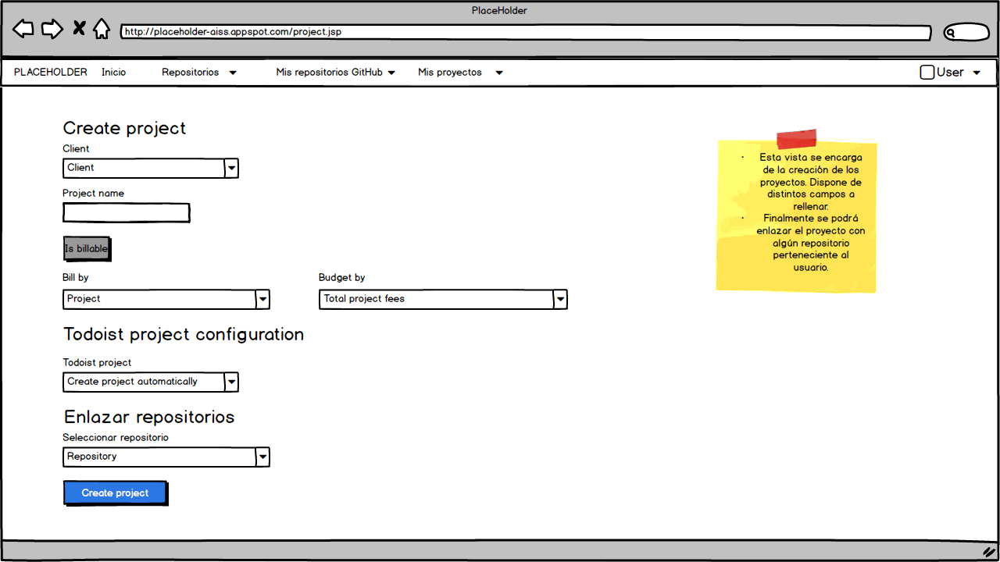 PlaceHolder
http://placeholder-aiss.appspot.com/project.jsp
PLACEHOLDER Inicio Repositorios Mis repositorios GitHub Mis proyectos User
Create project
Client
Client
Project name
Is billable
Bill by Budget by
Project Total project fees
Todoist project configuration
Todoist project
Create project automatically
Enlazar repositorios
Seleccionar repositorio
Repository
Create project
· Esta vista se encarga
de la creación de los
proyectos. Dispone de
distintos campos a
rellenar.
· Finalmente se podrá
enlazar el proyecto con
algún repositorio
perteneciente al
usuario.